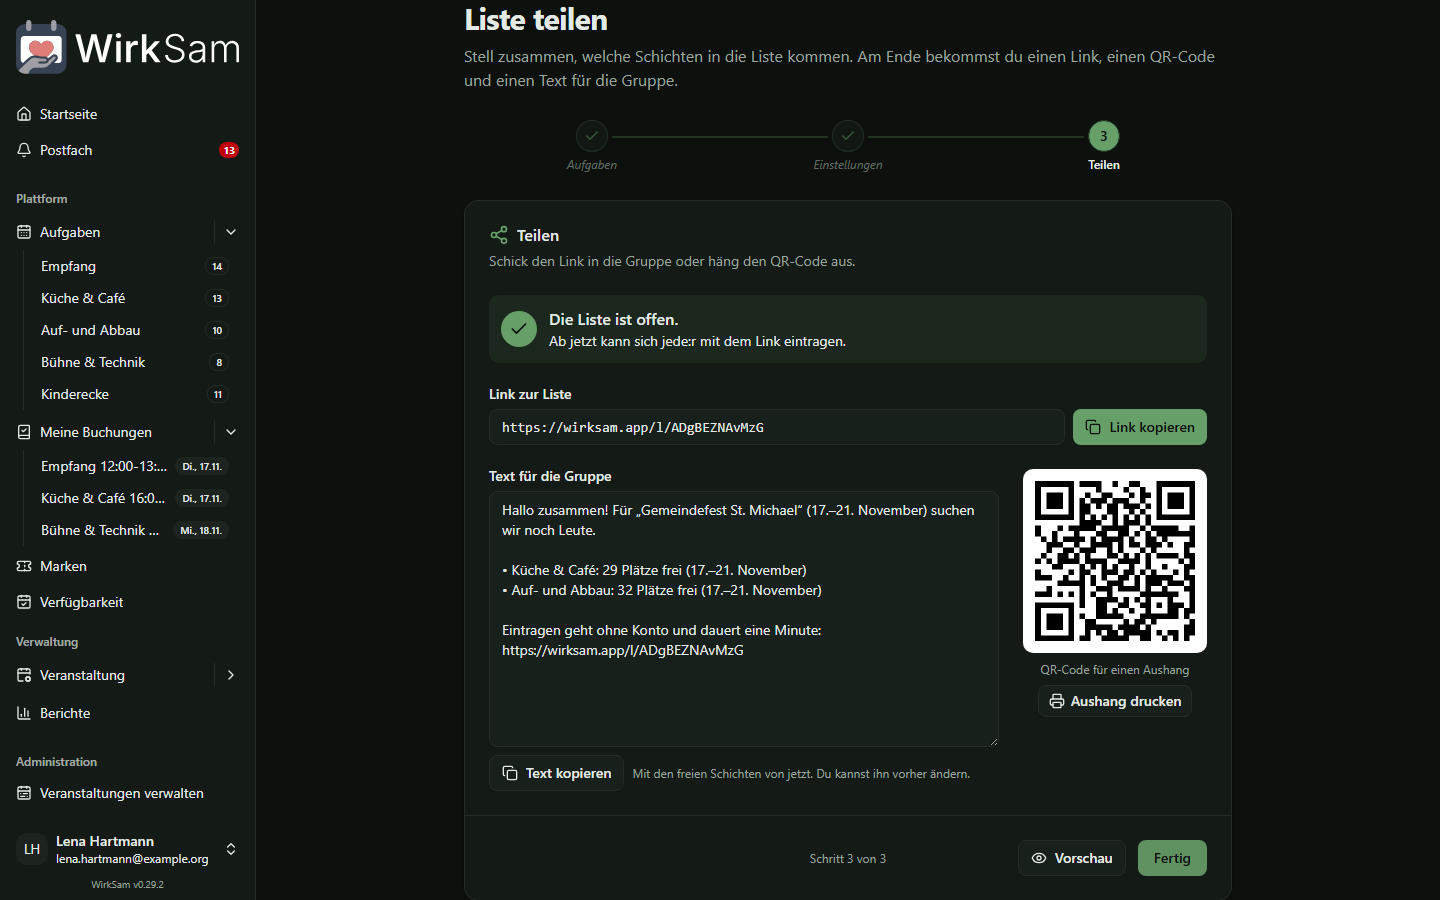 WirkSam
Startseite
Postfach
13
Plattform
Aufgaben
Empfang
14
Küche & Café
13
Auf- und Abbau
10
Bühne & Technik
8
Kinderecke
11
Meine Buchungen
Empfang 12:00-13:...
Di., 17.11.
Küche & Café 16:0...
Di., 17.11.
Bühne & Technik ...
Mi., 18.11.
Marken
Verfügbarkeit
Verwaltung
Veranstaltung
Berichte
Administration
Veranstaltungen verwalten
LH
Lena Hartmann
lena.hartmann@example.org
WirkSam v0.29.2
Liste teilen
Stell zusammen, welche Schichten in die Liste kommen. Am Ende bekommst du einen Link, einen QR-Code
und einen Text für die Gruppe.
Aufgaben
Einstellungen
3
Teilen
Teilen
Schick den Link in die Gruppe oder häng den QR-Code aus.
Die Liste ist offen.
Ab jetzt kann sich jede:r mit dem Link eintragen.
Link zur Liste
https://wirksam.app/l/ADgBEZNAvMzG
Link kopieren
Text für die Gruppe
Hallo zusammen! Für „Gemeindefest St. Michael“ (17.–21. November) suchen
wir noch Leute.
• Küche & Café: 29 Plätze frei (17.–21. November)
• Auf- und Abbau: 32 Plätze frei (17.–21. November)
Eintragen geht ohne Konto und dauert eine Minute:
https://wirksam.app/l/ADgBEZNAvMzG
QR-Code für einen Aushang
Aushang drucken
Text kopieren
Mit den freien Schichten von jetzt. Du kannst ihn vorher ändern.
Schritt 3 von 3
Vorschau
Fertig